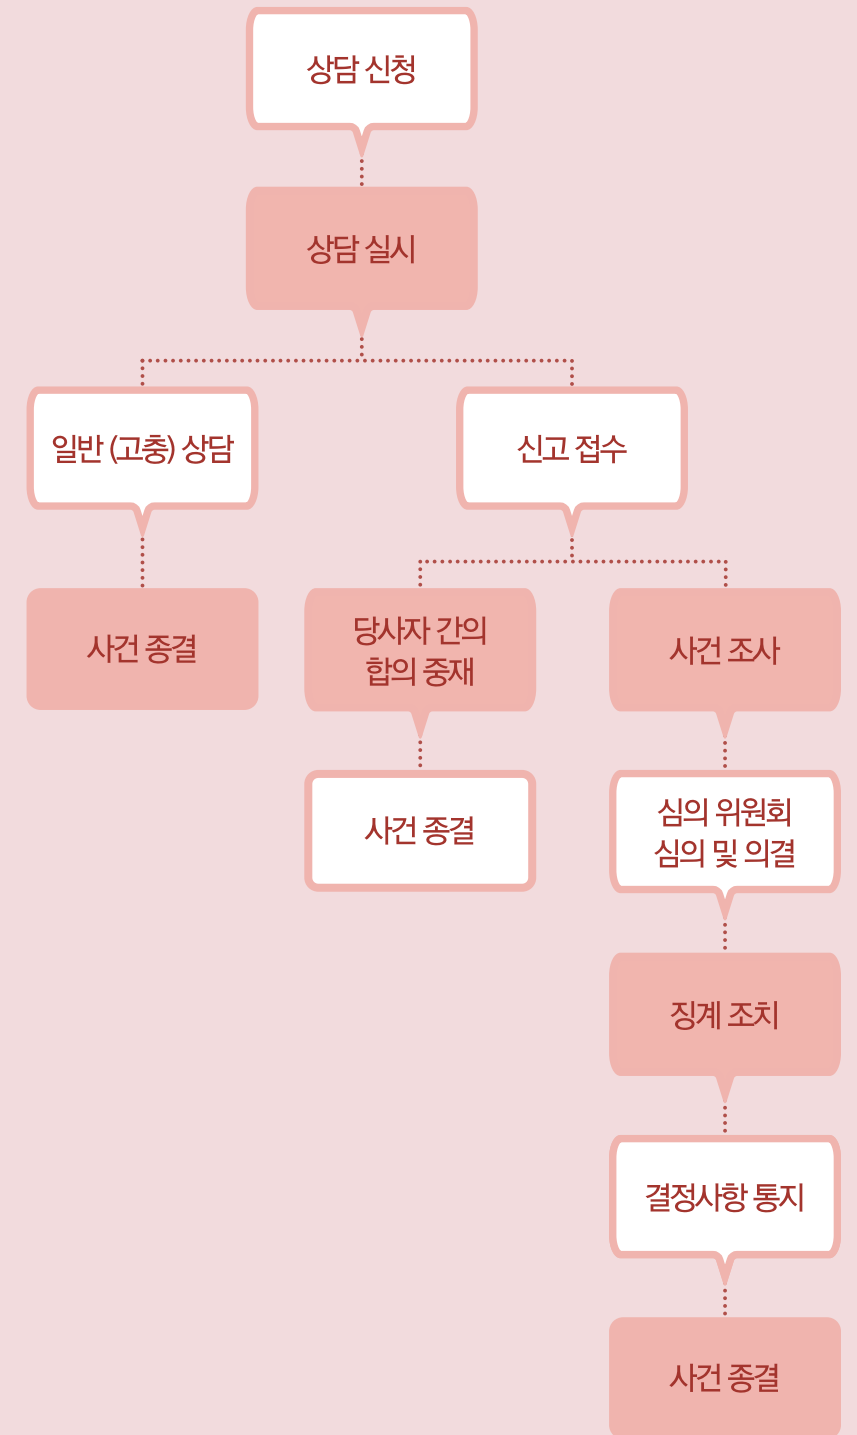 상담 신청
상담 실시
일반 (고충) 상담
신고 접수
사건 종결
당사자 간의
합의 중재
사건 조사
사건 종결
심의 위원회
심의 및 의결
징계 조치
결정사항 통지
사건 종결